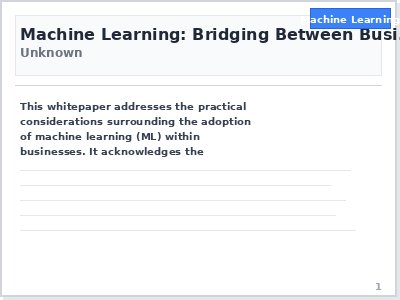 Machine Learning
Machine Learning: Bridging Between Busi...
Unknown
This whitepaper addresses the practical
considerations surrounding the adoption
of machine learning (ML) within
businesses. It acknowledges the
1